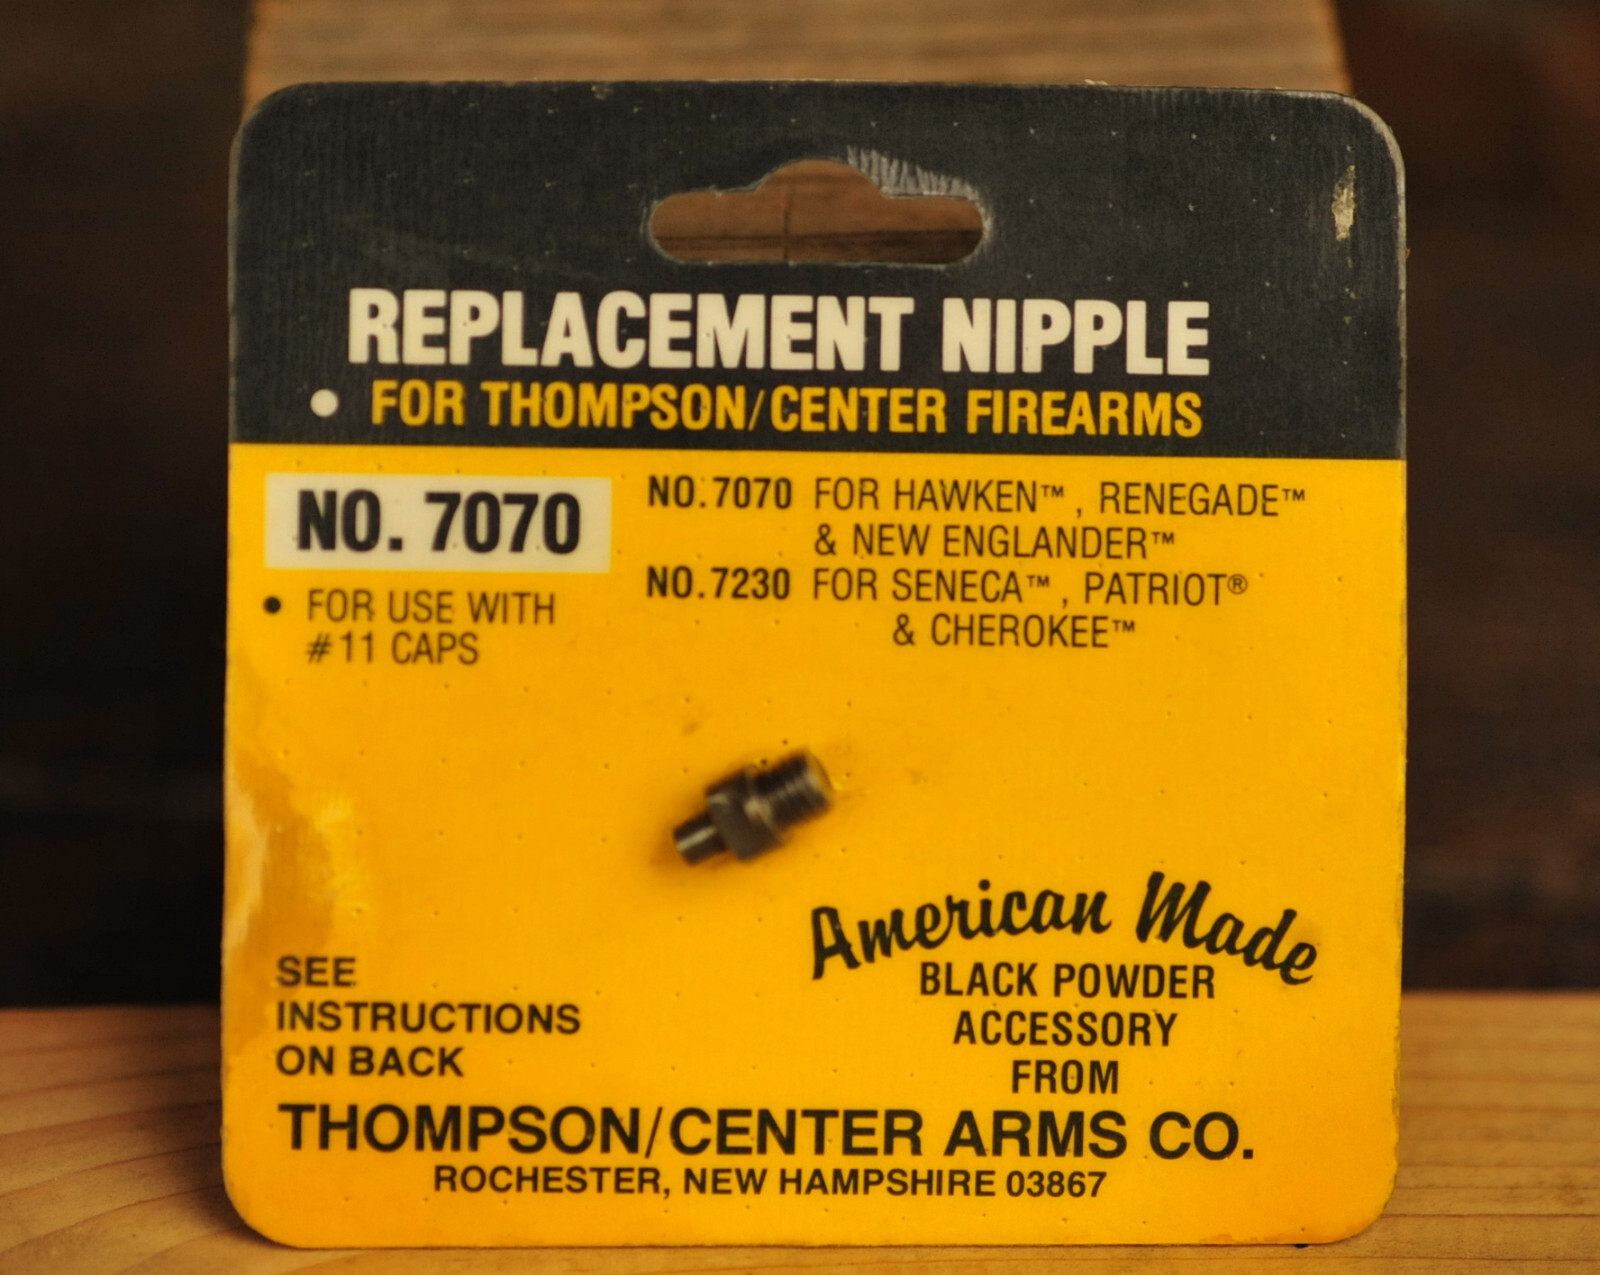 REPLACEMENT NIPPLE
• FOR THOMPSON/CENTER FIREARMS
NO. 7070
• FOR USE WITH
#11 CAPS
NO.7070 FOR HAWKEN™, RENEGADE™
& NEW ENGLANDER™
NO.7230 FOR SENECA™, PATRIOT®
& CHEROKEE™
American Made
BLACK POWDER
ACCESSORY
FROM
SEE
INSTRUCTIONS
ON BACK
THOMPSON/CENTER ARMS CO.
ROCHESTER, NEW HAMPSHIRE 03867